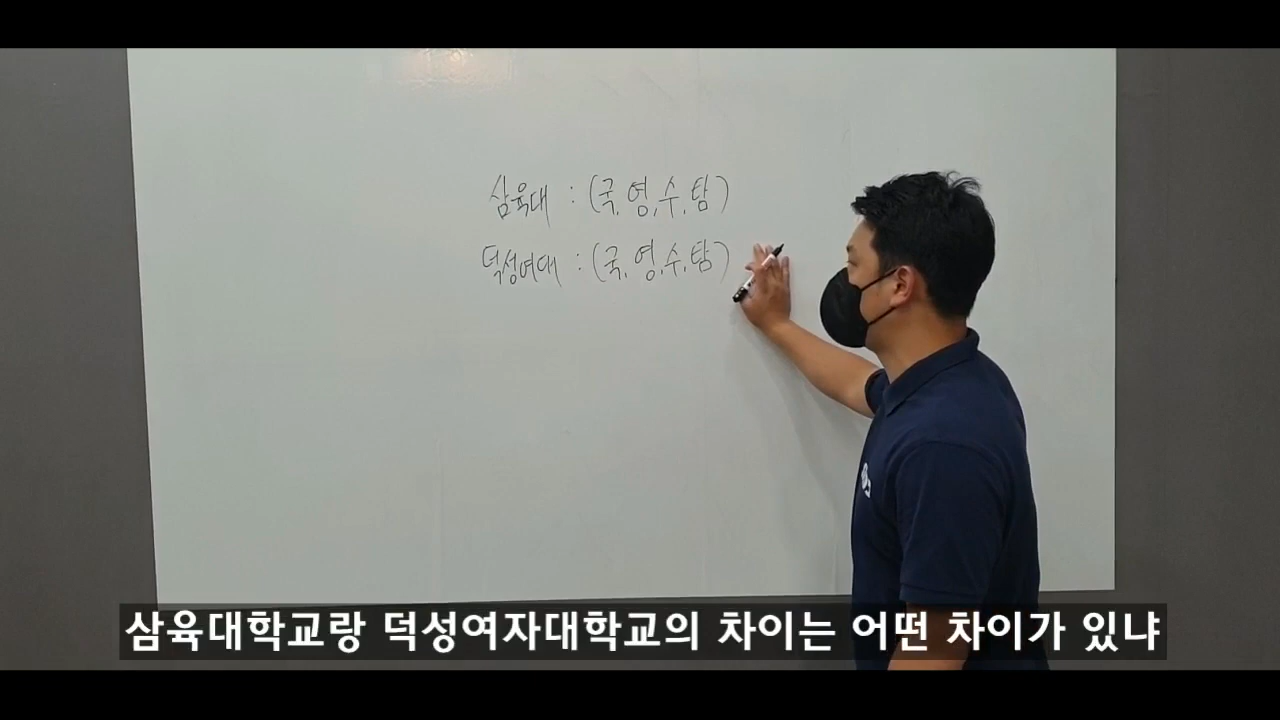 삼육대 : (국, 영, 수, 탐)
덕성여대 : (국, 영, 수, 탐)
삼육대학교랑 덕성여자대학교의 차이는 어떤 차이가 있냐